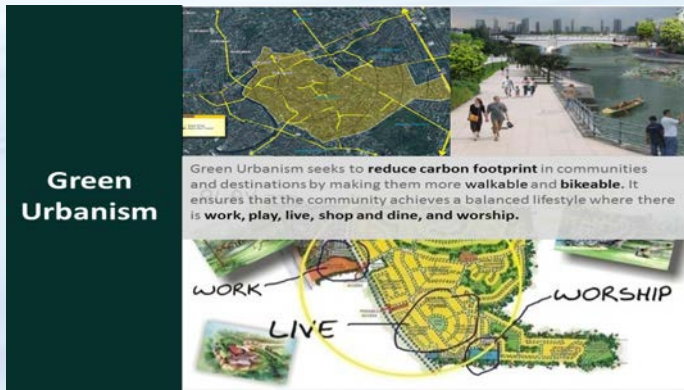 Green
Urbanism
Green Urbanism seeks to reduce carbon footprint in communities
and destinations by making them more walkable and bikeable. It
ensures that the community achieves a balanced lifestyle where there
is work, play, live, shop and dine, and worship.
WORK
WORSHIP
LIVE